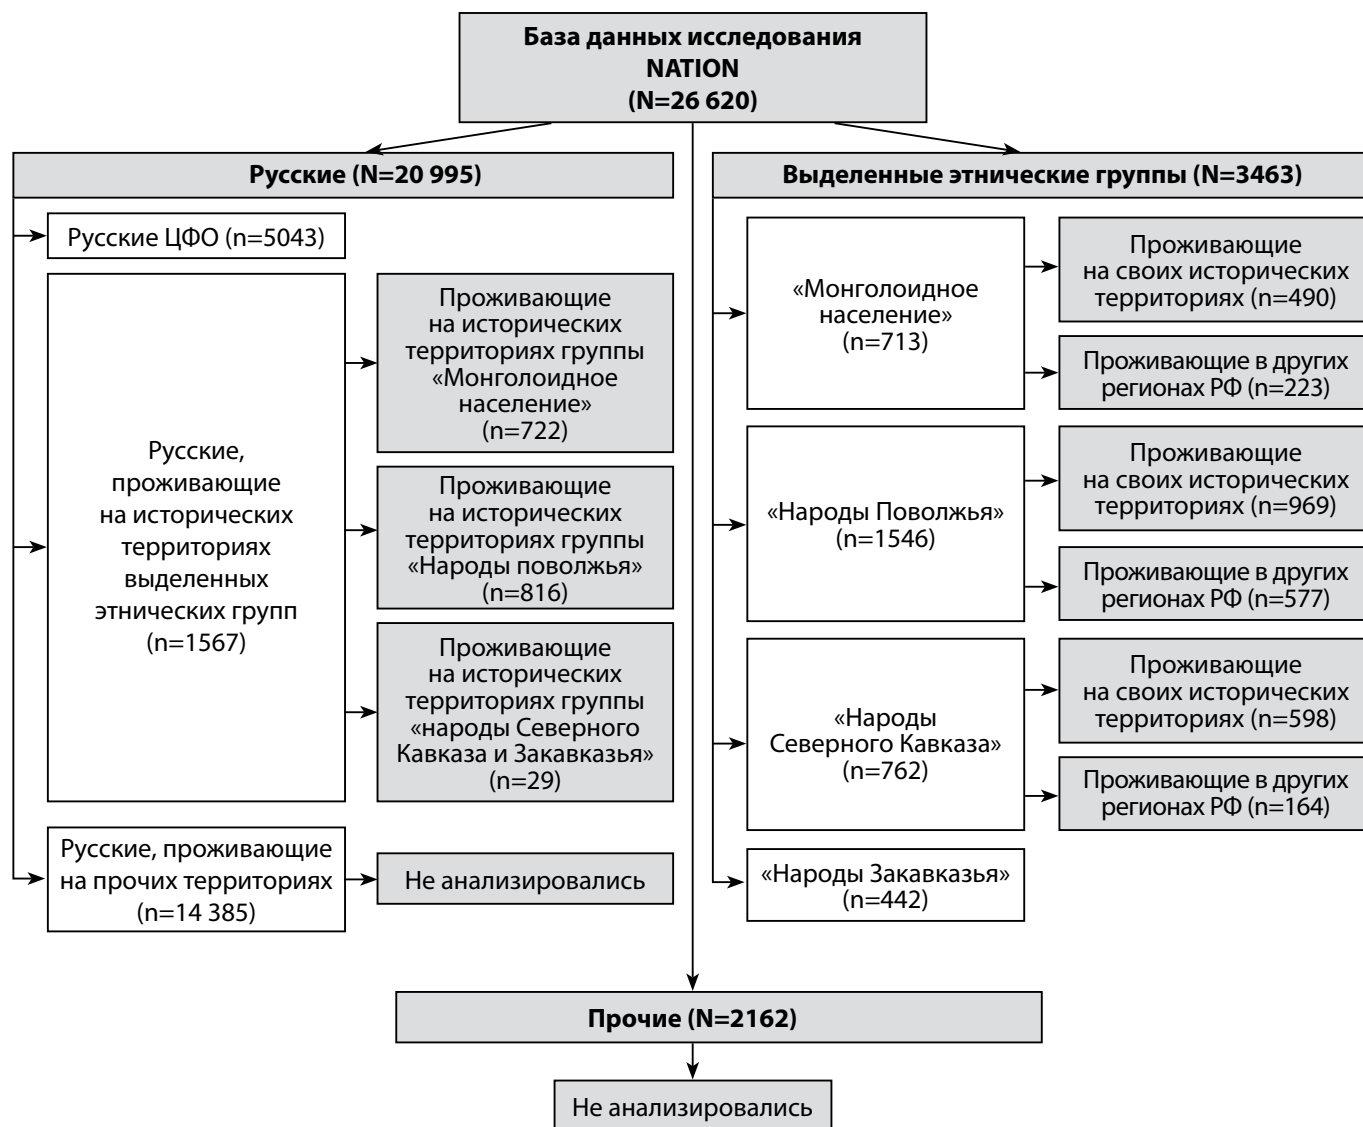 База данных исследования
NATION
(N=26 620)
Русские (N=20 995)
Русские ЦФО (n=5043)
Русские,
проживающие
на исторических
территориях
выделенных
этнических групп
(n=1567)
Проживающие
на исторических
территориях группы
«Монголоидное
население»
(n=722)
Проживающие
на исторических
территориях группы
«Народы поволжья»
(n=816)
Проживающие
на исторических
территориях группы
«народы Северного
Кавказа и Закавказья»
(n=29)
Русские, проживающие
на прочих территориях
(n=14 385)
Не анализировались
Выделенные этнические группы (N=3463)
«Монголоидное
население»
(n=713)
Проживающие
на своих исторических
территориях (n=490)
Проживающие в других
регионах РФ (n=223)
«Народы Поволжья»
(n=1546)
Проживающие
на своих исторических
территориях (n=969)
Проживающие в других
регионах РФ (n=577)
«Народы
Северного Кавказа»
(n=762)
Проживающие
на своих исторических
территориях (n=598)
Проживающие в других
регионах РФ (n=164)
«Народы Закавказья»
(n=442)
Прочие (N=2162)
Не анализировались